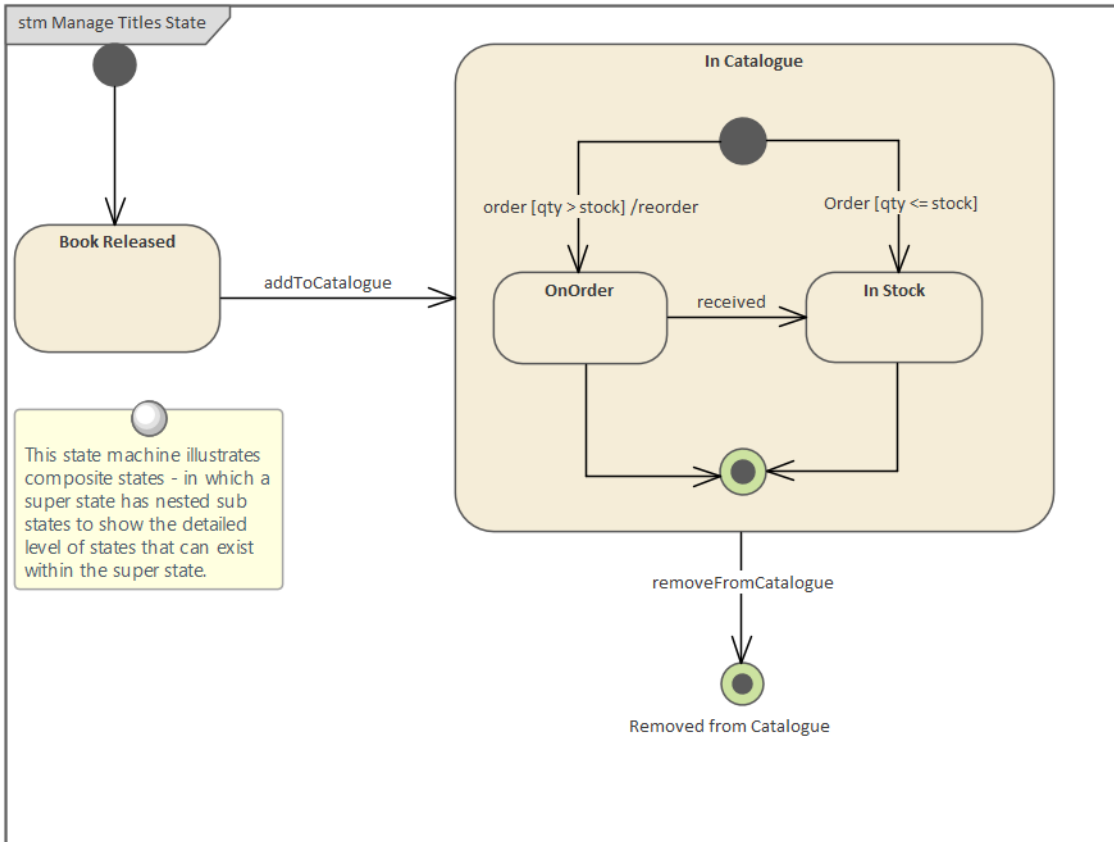 stm Manage Titles State
In Catalogue
order [qty > stock] /reorder
Order [qty <= stock]
Book Released
addToCatalogue
OnOrder
received
In Stock
This state machine illustrates
composite states - in which a
super state has nested sub
states to show the detailed
level of states that can exist
within the super state.
removeFromCatalogue
Removed from Catalogue